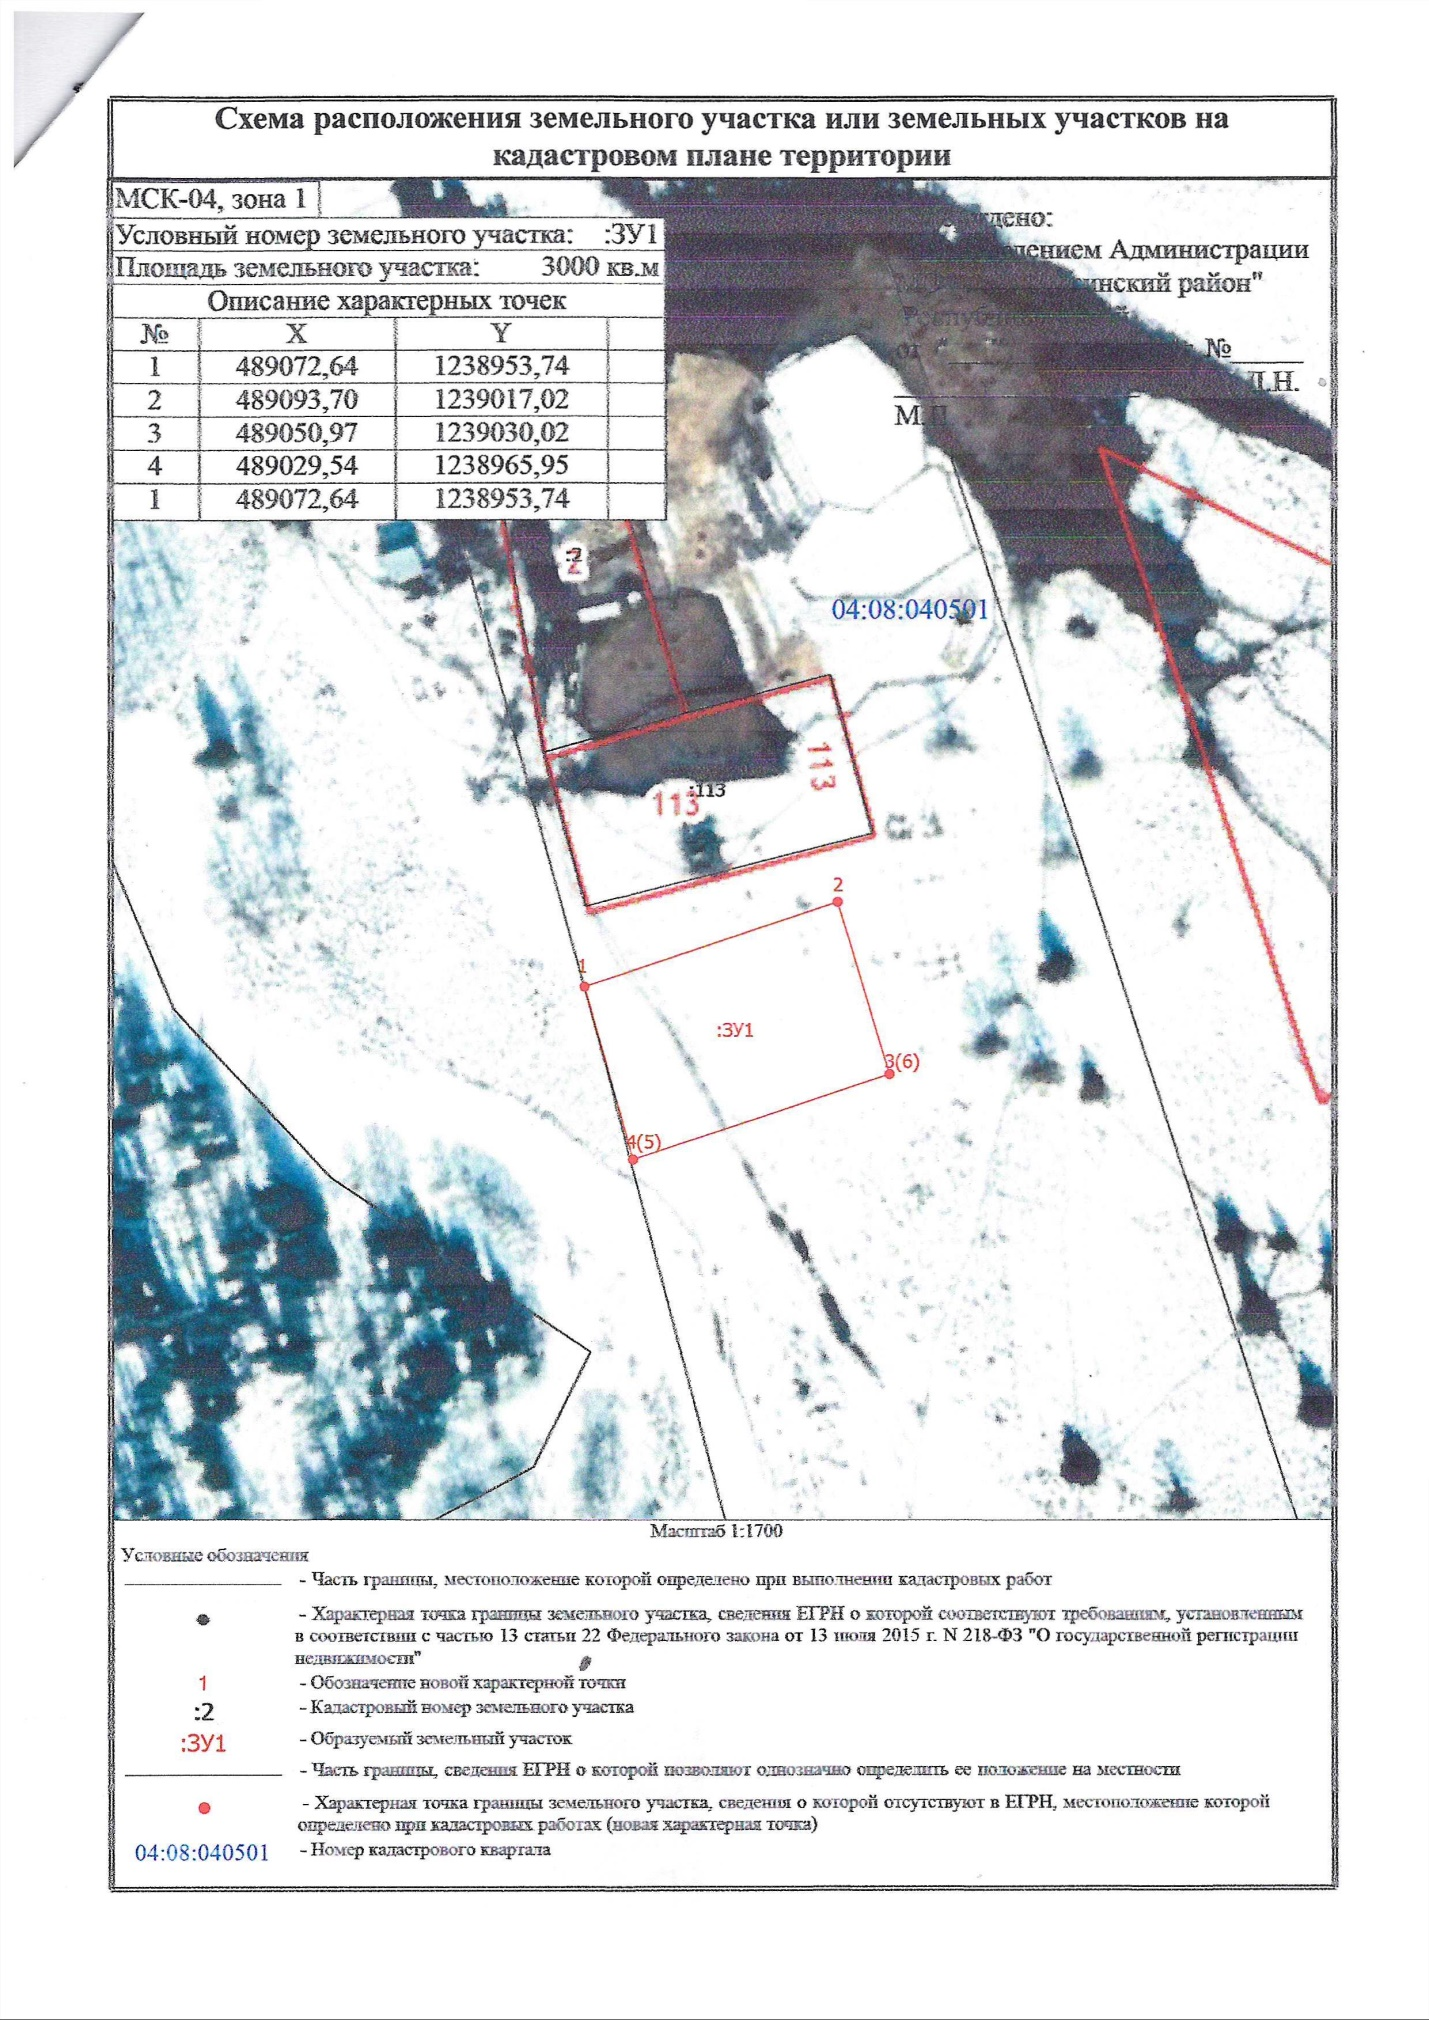 Схема расположения земельного участка или земельных участков на
кадастровом плане территории
МСК-04, зона 1
Условный номер земельного участка: :ЗУ1
Площадь земельного участка: 3000 кв.м
Описание характерных точек
№ X Y
1 489072,64 1238953,74
2 489093,70 1239017,02
3 489050,97 1239030,02
4 489029,54 1238965,95
1 489072,64 1238953,74
Администрации
район"
от " №
М.П
:2
2
04:08:040501
113
:113
113
2
1
:ЗУ1
3(6)
4(5)
Масштаб 1:1700
Условные обозначения
- Часть границы, местоположение которой определено при выполнении кадастровых работ
- Характерная точка границы земельного участка, сведения ЕГРН о которой соответствуют требованиям, установленным
в соответствии с частью 13 статьи 22 Федерального закона от 13 июля 2015 г. N 218-ФЗ "О государственной регистрации
недвижимости"
1 - Обозначение новой характерной точки
:2 - Кадастровый номер земельного участка
:ЗУ1 - Образуемый земельный участок
- Часть границы, сведения ЕГРН о которой позволяют однозначно определить ее положение на местности
- Характерная точка границы земельного участка, сведения о которой отсутствуют в ЕГРН, местоположение которой
определено при кадастровых работах (новая характерная точка)
04:08:040501 - Номер кадастрового квартала